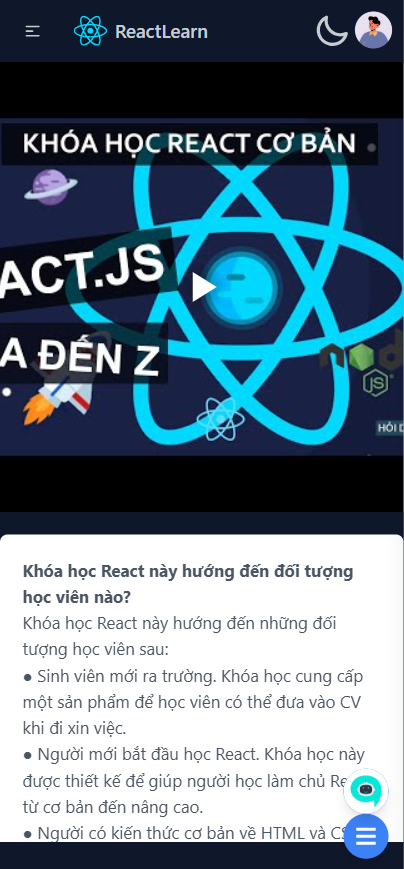 ReactLearn
KHÓA HỌC REACT CƠ BẢN
ACT.JS
A ĐẾN Z
JS
HỎI D
Khóa học React này hướng đến đối tượng
học viên nào?
Khóa học React này hướng đến những đối
tượng học viên sau:
● Sinh viên mới ra trường. Khóa học cung cấp
một sản phẩm để học viên có thể đưa vào CV
khi đi xin việc.
● Người mới bắt đầu học React. Khóa học này
được thiết kế để giúp người học làm chủ Re
từ cơ bản đến nâng cao.
● Người có kiến thức cơ bản về HTML và CS